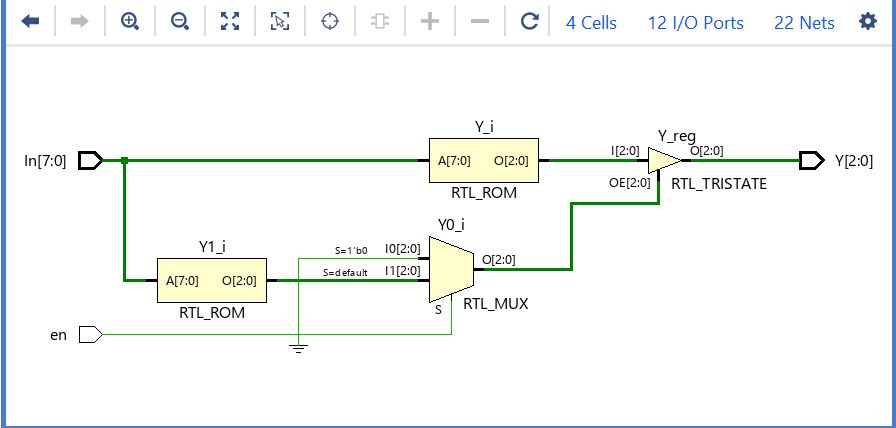 4 Cells 12 I/O Ports 22 Nets
Y_i
Y_reg
In[7:0] A[7:0] O[2:0] I[2:0] O[2:0] Y[2:0]
OE[2:0] RTL_TRISTATE
RTL_ROM
Y0_i
Y1_i S=1'b0 I0[2:0]
O[2:0]
A[7:0] O[2:0] S=default I1[2:0]
RTL_ROM S RTL_MUX
en